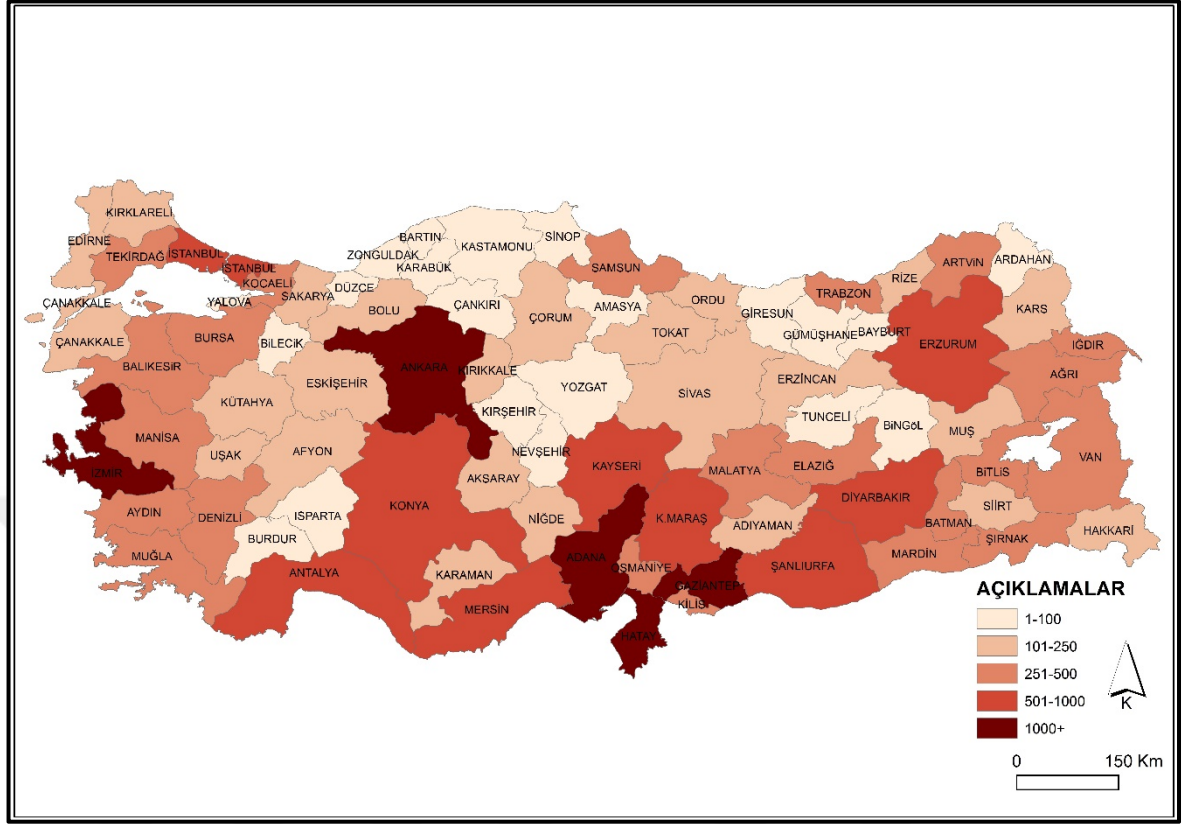 KIRKLARELİ
EDİRNE
TEKİRDAĞ
İSTANBUL
İSTANBUL
KOCAELİ
YALOVA
SAKARYA
DÜZCE
ZONGULDAK
BARTIN
KARABÜK
KASTAMONU
SİNOP
SAMSUN
ÇANAKKALE
ÇANAKKALE
BALIKESİR
BURSA
BİLECİK
BOLU
ÇANKIRI
ÇORUM
AMASYA
ORDU
TOKAT
GİRESUN
TRABZON
GÜMÜŞHANE
BAYBURT
RİZE
ARTVİN
ARDAHAN
KARS
IĞDIR
AĞRI
ERZURUM
ERZİNCAN
ESKİŞEHİR
ANKARA
KIRIKKALE
YOZGAT
SİVAS
KÜTAHYA
KIRŞEHİR
NEVŞEHİR
TUNCELİ
BİNGöL
MUŞ
MANİSA
UŞAK
AFYON
İZMİR
AKSARAY
KAYSERİ
MALATYA
ELAZIĞ
BİTLİS
VAN
KONYA
DİYARBAKIR
AYDIN
DENİZLİ
ISPARTA
BURDUR
NİĞDE
K.MARAŞ
ADIYAMAN
BATMAN
SİİRT
ŞIRNAK
HAKKARİ
MARDİN
MUĞLA
ANTALYA
KARAMAN
MERSİN
ADANA
OSMANİYE
GAZİANTEP
KİLİS
ŞANLIURFA
HATAY
AÇIKLAMALAR
1-100
101-250
251-500
501-1000
1000+
K
0 150 Km